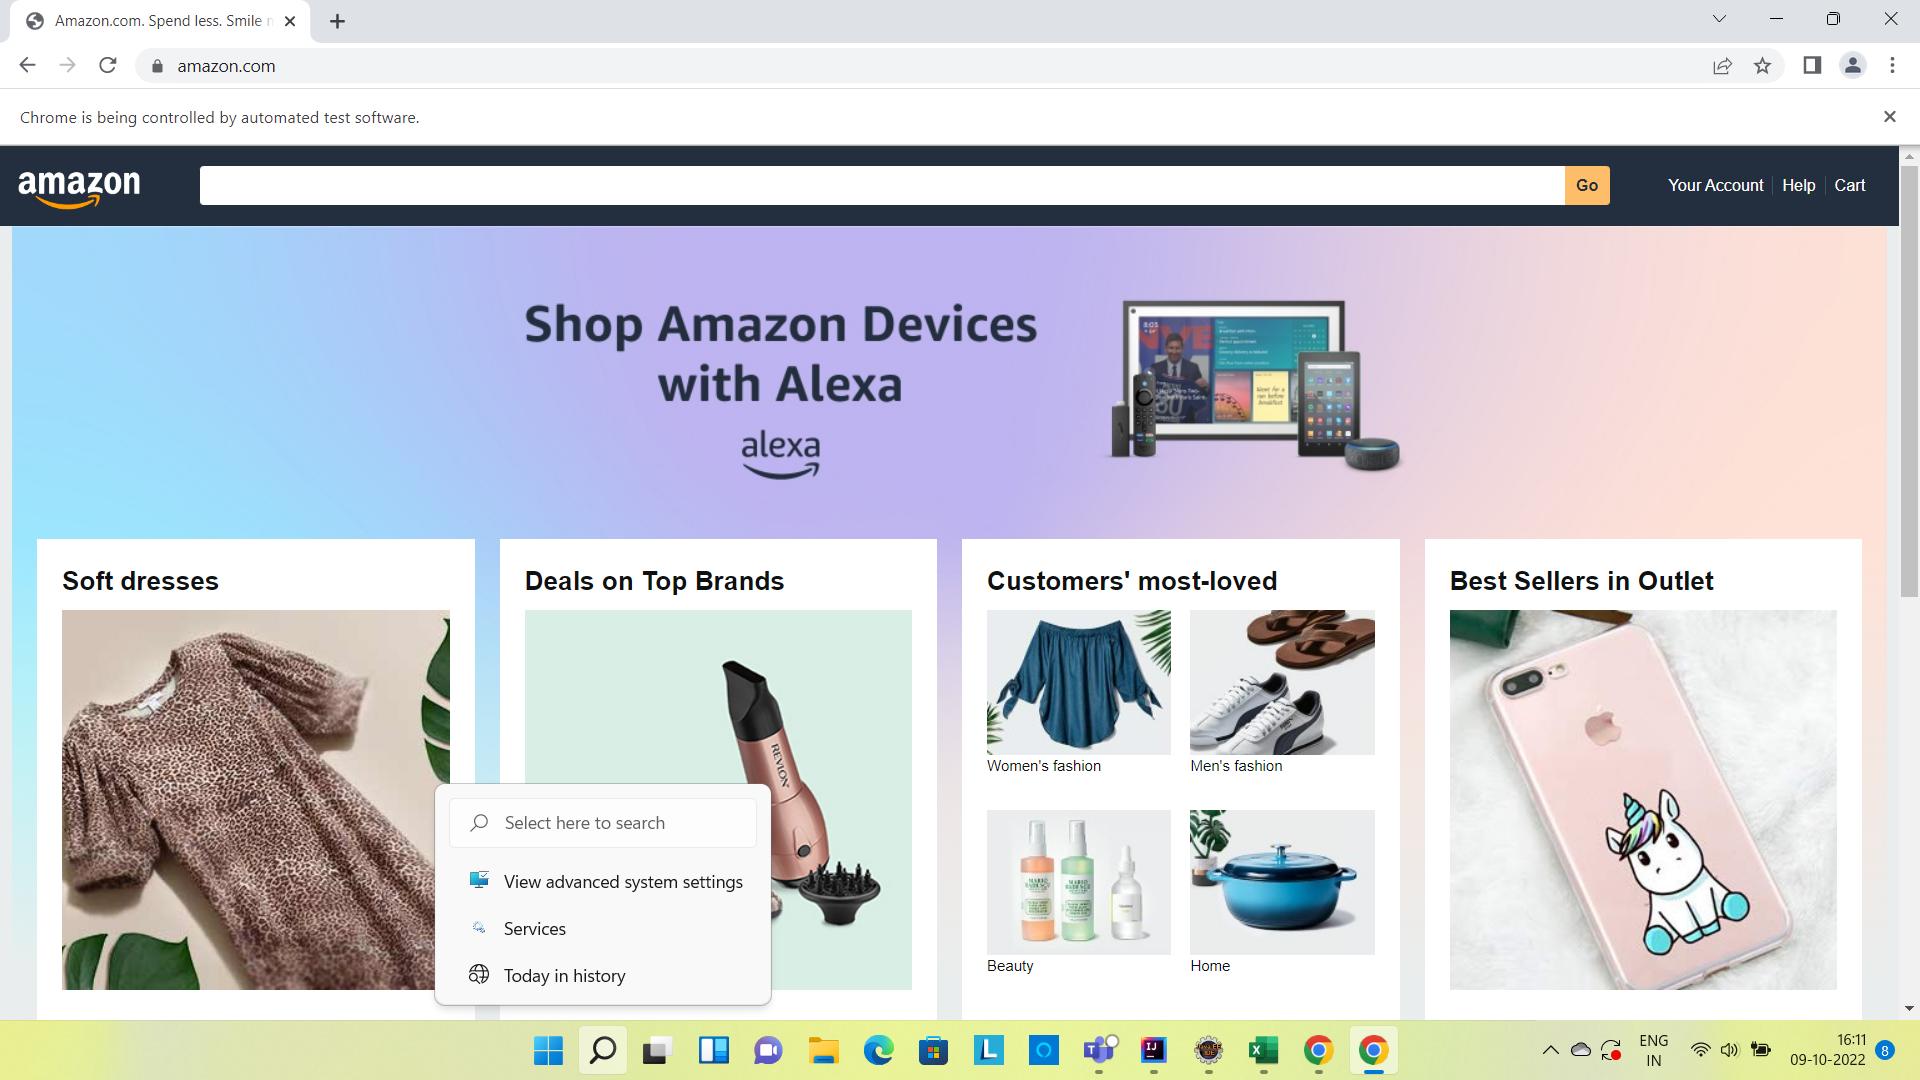 Amazon.com. Spend less. Smile
amazon.com
Chrome is being controlled by automated test software.
amazon
Go
Your Account
Help
Cart
Shop Amazon Devices
with Alexa
alexa
Soft dresses
Deals on Top Brands
Customers' most-loved
Best Sellers in Outlet
REVLON
Women's fashion
Men's fashion
Beauty
Home
Select here to search
View advanced system settings
Services
Today in history
ENG
IN
16:11
09-10-2022
8